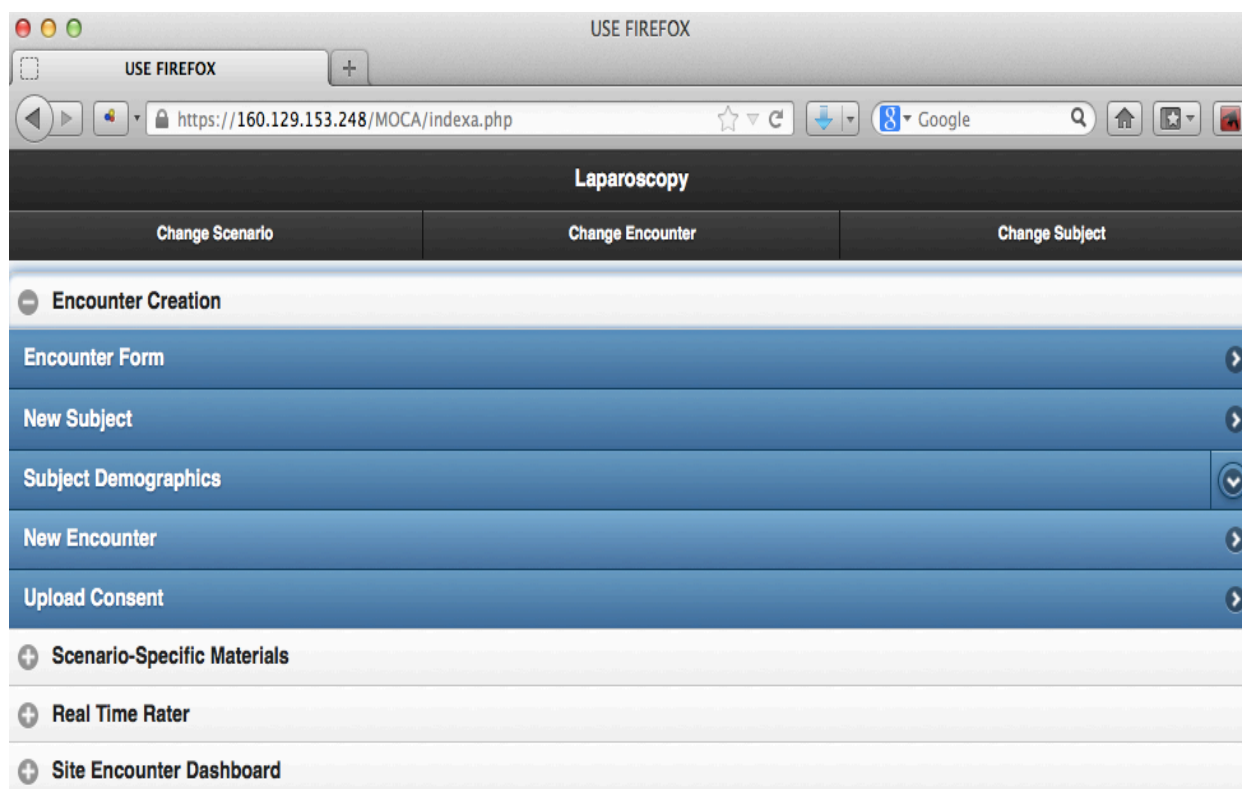 USE FIREFOX
USE FIREFOX
https://160.129.153.248/MOCA/indexa.php
Google
Laparoscopy
Change Scenario Change Encounter Change Subject
Encounter Creation
Encounter Form
New Subject
Subject Demographics
New Encounter
Upload Consent
Scenario-Specific Materials
Real Time Rater
Site Encounter Dashboard